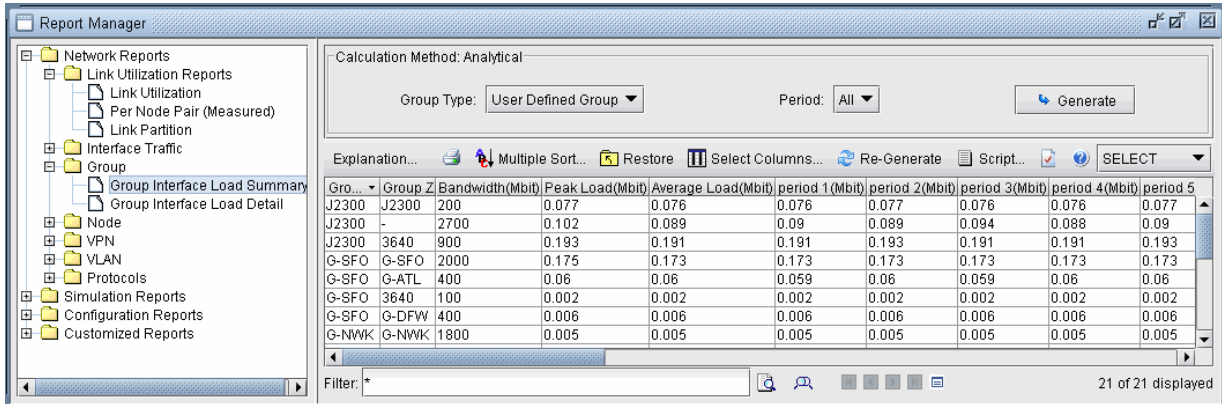 Report Manager
Network Reports
Link Utilization Reports
Link Utilization
Per Node Pair (Measured)
Link Partition
Interface Traffic
Group
Group Interface Load Summary
Group Interface Load Detail
Node
VPN
VLAN
Protocols
Simulation Reports
Configuration Reports
Customized Reports
Calculation Method: Analytical
Group Type: User Defined Group Period: All Generate
Explanation... Multiple Sort... Restore Select Columns... Re-Generate Script... SELECT
Gro... Group Z Bandwidth(Mbit) Peak Load(Mbit) Average Load(Mbit) period 1(Mbit) period 2(Mbit) period 3(Mbit) period 4(Mbit) period 5
J2300 J2300 200 0.077 0.076 0.076 0.077 0.076 0.076 0.077
J2300 - 2700 0.102 0.089 0.09 0.089 0.094 0.088 0.09
J2300 3640 900 0.193 0.191 0.191 0.193 0.191 0.191 0.193
G-SFO G-SFO 2000 0.175 0.173 0.173 0.173 0.173 0.173 0.173
G-SFO G-ATL 400 0.06 0.06 0.059 0.06 0.059 0.06 0.06
G-SFO 3640 100 0.002 0.002 0.002 0.002 0.002 0.002 0.002
G-SFO G-DFW 400 0.006 0.006 0.006 0.006 0.006 0.006 0.006
G-NWK G-NWK 1800 0.005 0.005 0.005 0.005 0.005 0.005 0.005
Filter: * 21 of 21 displayed